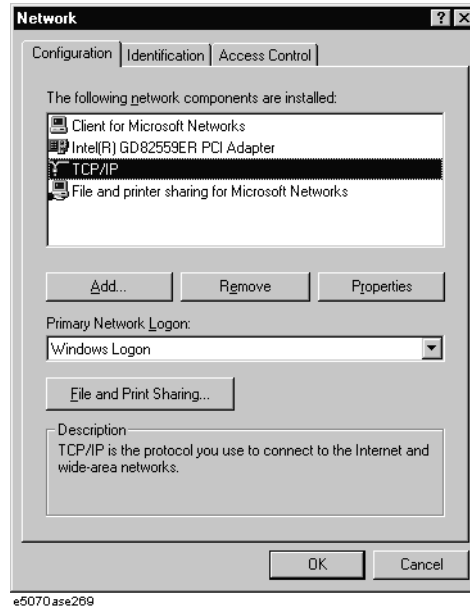 Network
Configuration Identification Access Control
The following network components are installed:
Client for Microsoft Networks
Intel(R) GD82559ER PCI Adapter
TCP/IP
File and printer sharing for Microsoft Networks
Add... Remove Properties
Primary Network Logon:
Windows Logon
File and Print Sharing...
Description
TCP/IP is the protocol you use to connect to the Internet and
wide-area networks.
OK Cancel
e5070ase269